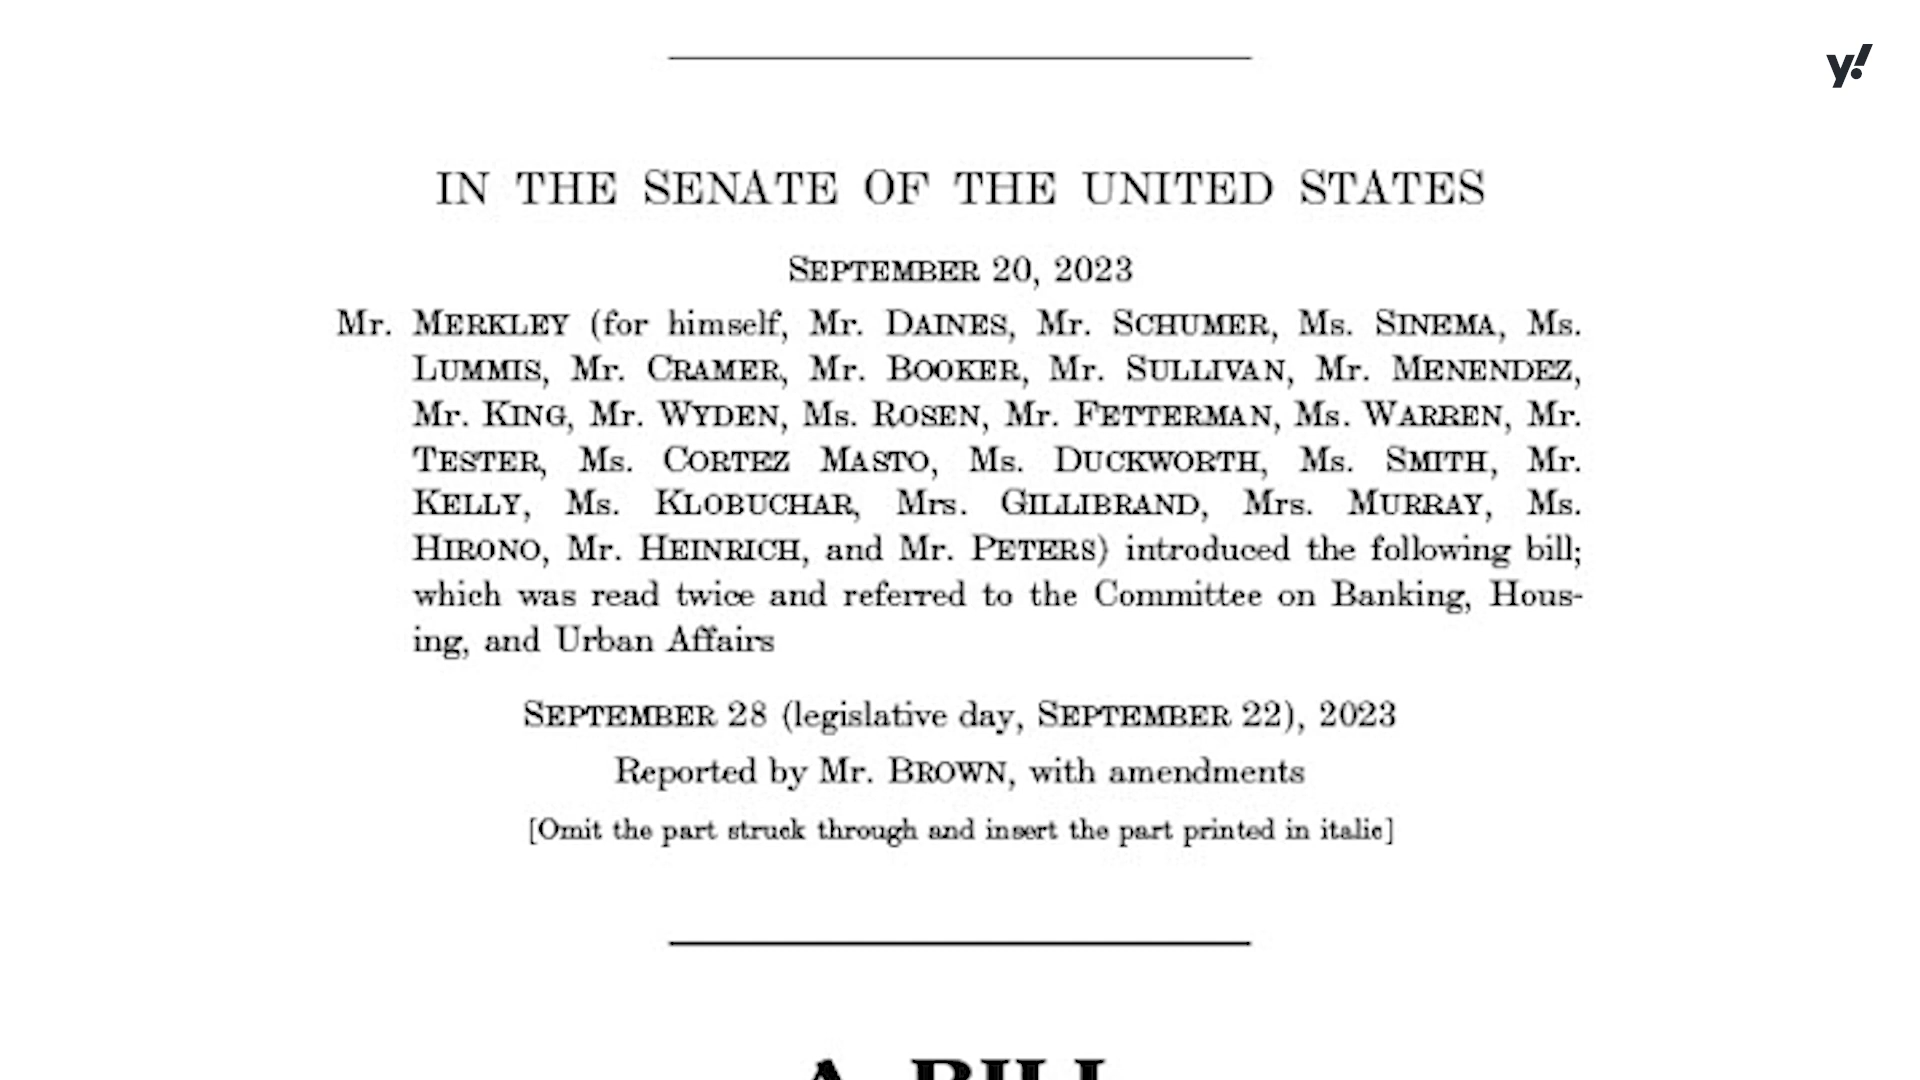 IN THE SENATE OF THE UNITED STATES
y!
SEPTEMBER 20, 2023
Mr. MERKLEY (for himself, Mr. DAINES, Mr. SCHUMER, Ms. SINEMA, Ms.
LUMMIS, Mr. CRAMER, Mr. BOOKER, Mr. SULLIVAN, Mr. MENENDEZ,
Mr. KING, Mr. WYDEN, Ms. ROSEN, Mr. FETTERMAN, Ms. WARREN, Mr.
TESTER, Ms. CORTEZ MASTO, Ms. DUCKWORTH, Ms. SMITH, Mr.
KELLY, Ms. KLOBUCHAR, Mrs. GILLIBRAND, Mrs. MURRAY, Ms.
HIRONO, Mr. HEINRICH, and Mr. PETERS) introduced the following bill;
which was read twice and referred to the Committee on Banking, Hous-
ing, and Urban Affairs
SEPTEMBER 28 (legislative day, SEPTEMBER 22), 2023
Reported by Mr. BROWN, with amendments
[Omit the part struck through and insert the part printed in italic]
A BILL